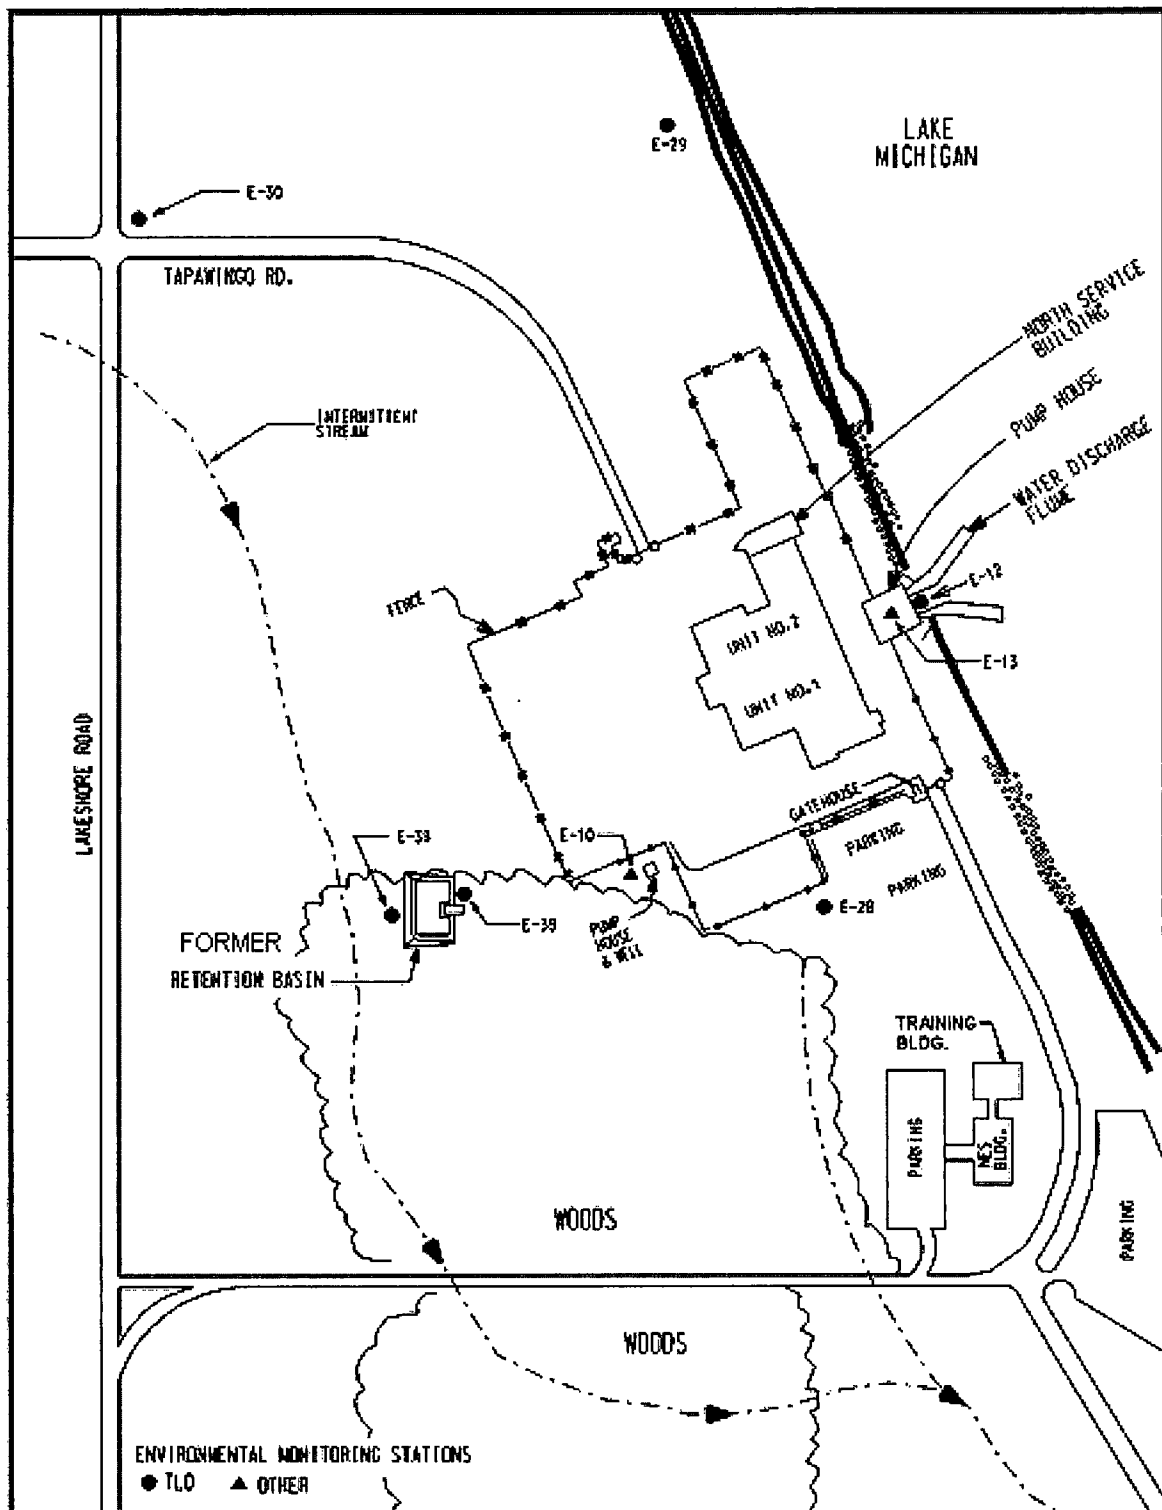 LAKE
MICHIGAN
E-29
E-30
TAPAWINGO RD.
NORTH SERVICE
BUILDING
PUMP HOUSE
WATER DISCHARGE
FLUME
INTERMITTENT
STREAM
E-12
FENCE
UNIT NO.2
E-13
UNIT NO.1
LAKESHORE ROAD
GATEHOUSE
E-38
E-10
PARKING
PARKING
E-28
E-39
PUMP
HOUSE
& WELL
FORMER
RETENTION BASIN
TRAINING
BLDG.
PARKING
NES
BLDG.
WOODS
PARKING
WOODS
ENVIRONMENTAL MONITORING STATIONS
TLD
OTHER